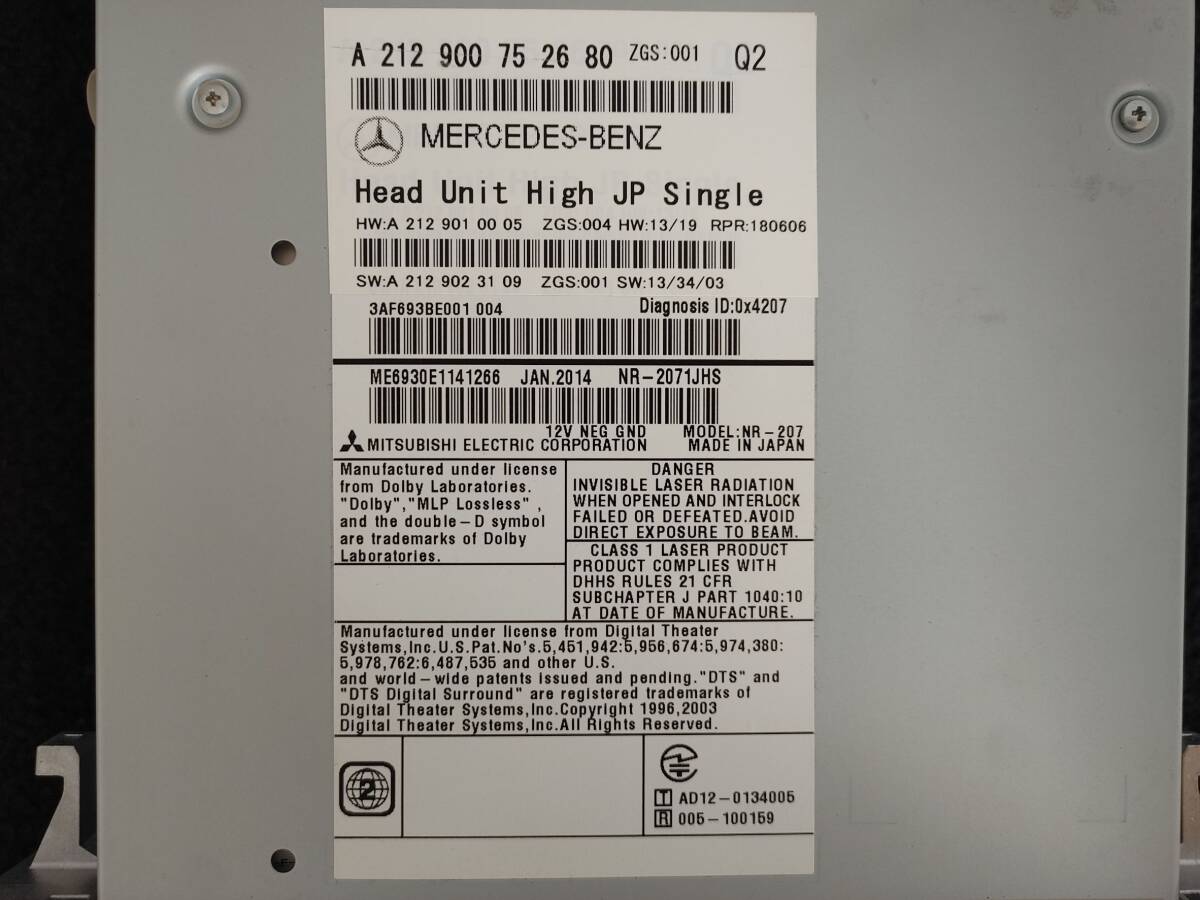 A 212 900 75 26 80 ZGS:001 Q2
MERCEDES-BENZ
Head Unit High JP Single
HW:A 212 901 00 05 ZGS:004 HW:13/19 RPR:180606
SW:A 212 902 31 09 ZGS:001 SW:13/34/03
3AF693BE001 004 Diagnosis ID:0x4207
ME6930E1141266 JAN.2014 NR-2071JHS
12V NEG GND MODEL:NR-207
MITSUBISHI ELECTRIC CORPORATION MADE IN JAPAN
Manufactured under license
from Dolby Laboratories.
"Dolby","MLP Lossless",
and the double-D symbol
are trademarks of Dolby
Laboratories.
DANGER
INVISIBLE LASER RADIATION
WHEN OPENED AND INTERLOCK
FAILED OR DEFEATED.AVOID
DIRECT EXPOSURE TO BEAM.
CLASS 1 LASER PRODUCT
PRODUCT COMPLIES WITH
DHHS RULES 21 CFR
SUBCHAPTER J PART 1040:10
AT DATE OF MANUFACTURE.
Manufactured under license from Digital Theater
Systems,Inc.U.S.Pat.No's.5,451,942:5,956,674:5,974,380:
5,978,762:6,487,535 and other U.S.
and world-wide patents issued and pending."DTS" and
"DTS Digital Surround" are registered trademarks of
Digital Theater Systems,Inc.Copyright 1996,2003
Digital Theater Systems,Inc.All Rights Reserved.
2
T AD12-0134005
R 005-100159